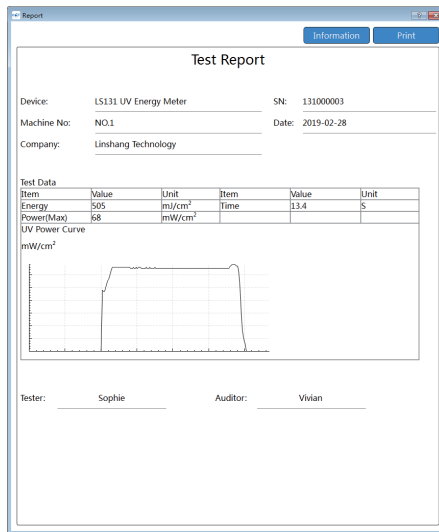 Report
Information Print
Test Report
Device: LS131 UV Energy Meter SN: 131000003
Machine No: NO.1 Date: 2019-02-28
Company: Linshang Technology
Test Data
Item Value Unit Item Value Unit
Energy 505 mJ/cm² Time 13.4 S
Power(Max) 68 mW/cm²
UV Power Curve
mW/cm²
Tester: Sophie Auditor: Vivian